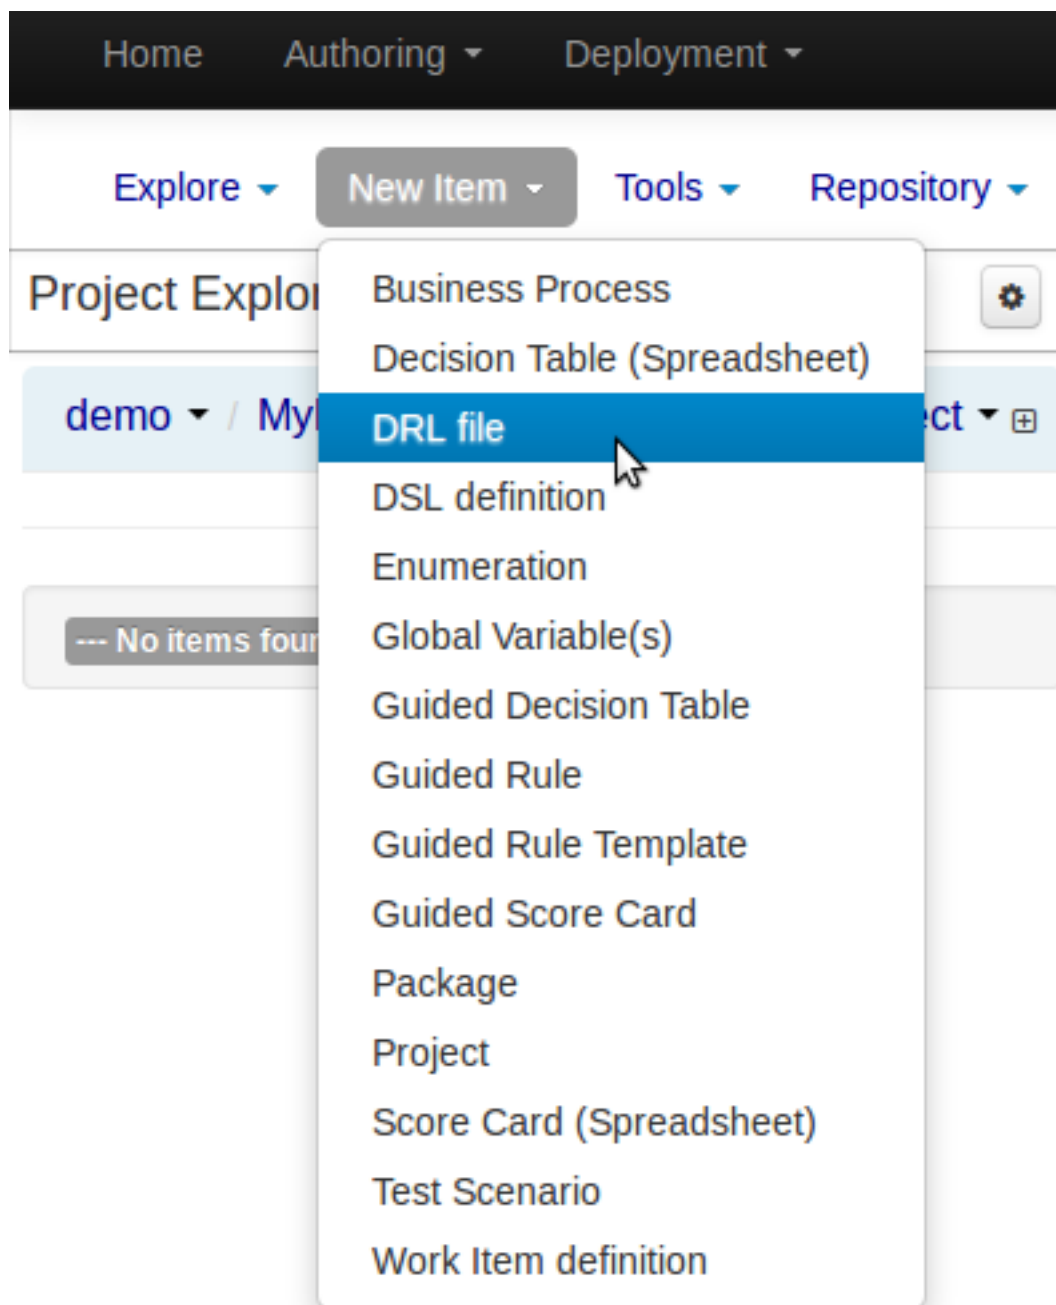 Home Authoring Deployment
Explore New Item Tools Repository
Project Explor
Business Process
Decision Table (Spreadsheet)
demo / MyI ect
DRL file
DSL definition
Enumeration
--- No items four
Global Variable(s)
Guided Decision Table
Guided Rule
Guided Rule Template
Guided Score Card
Package
Project
Score Card (Spreadsheet)
Test Scenario
Work Item definition